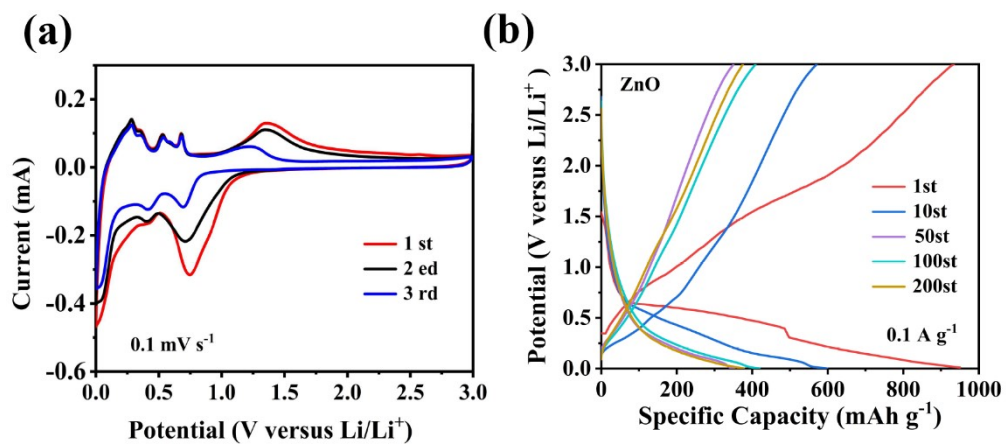 (a)
0.2
0.0
-0.2
-0.4
-0.6
Current (mA)
1 st
2 ed
3 rd
0.1 mV s⁻¹
0.0 0.5 1.0 1.5 2.0 2.5 3.0
Potential (V versus Li/Li⁺)
(b)
3.0
2.5
2.0
1.5
1.0
0.5
0.0
Potential (V versus Li/Li⁺)
ZnO
1st
10st
50st
100st
200st
0.1 A g⁻¹
0 200 400 600 800 1000
Specific Capacity (mAh g⁻¹)